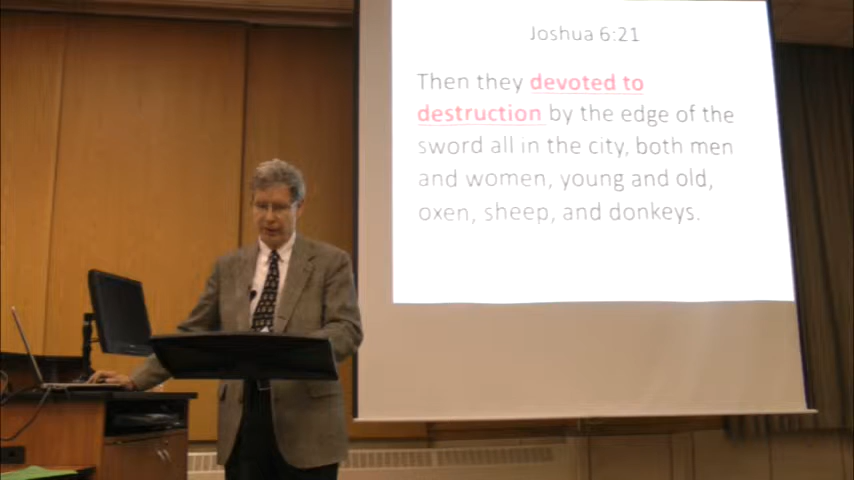 Joshua 6:21
Then they devoted to
destruction by the edge of the
sword all in the city, both men
and women, young and old,
oxen, sheep, and donkeys.